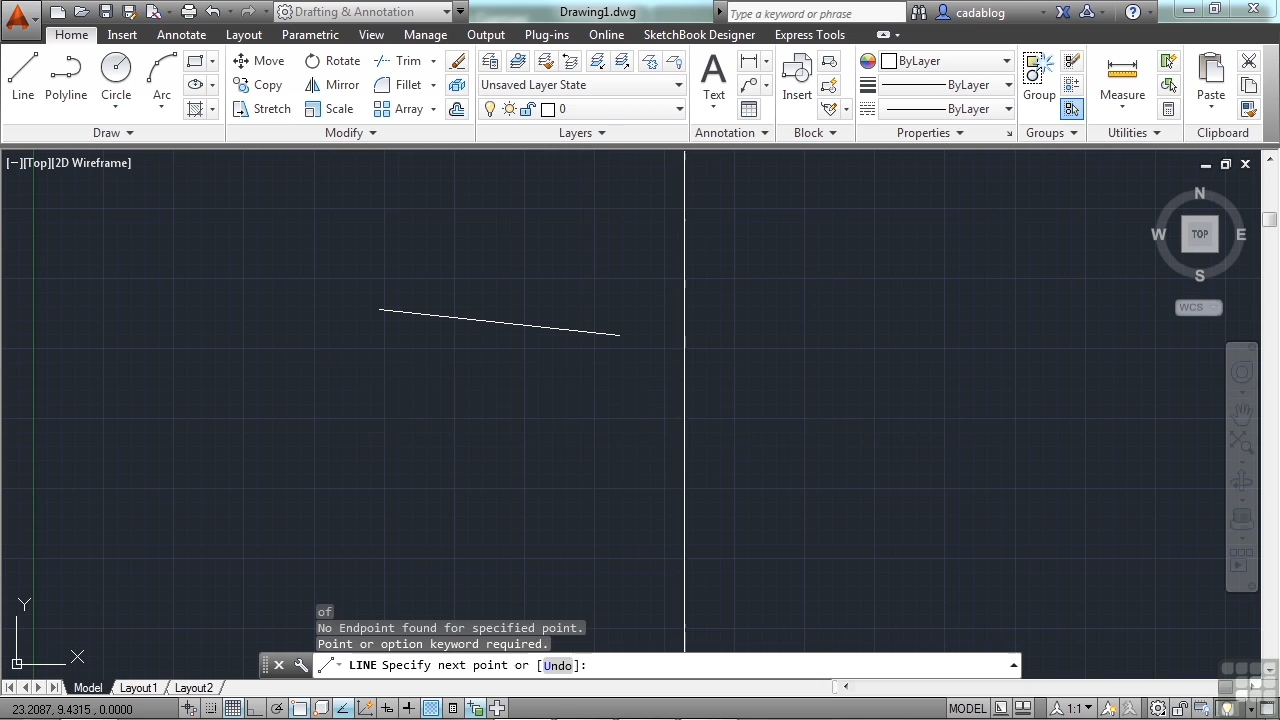 Drafting & Annotation
Drawing1.dwg
Type a keyword or phrase
cadablog
Home Insert Annotate Layout Parametric View Manage Output Plug-ins Online SketchBook Designer Express Tools
Line Polyline Circle Arc
Move Rotate Trim
Copy Mirror Fillet
Stretch Scale Array
Unsaved Layer State
0
Text
Insert
ByLayer
ByLayer
ByLayer
Group
Measure
Paste
Draw Modify Layers Annotation Block Properties Groups Utilities Clipboard
[−][Top][2D Wireframe]
N
W TOP E
S
WCS
Y
X
of
No Endpoint found for specified point.
Point or option keyword required.
LINE Specify next point or [Undo]:
Model Layout1 Layout2
23.2087, 9.4315 , 0.0000
MODEL 1:1